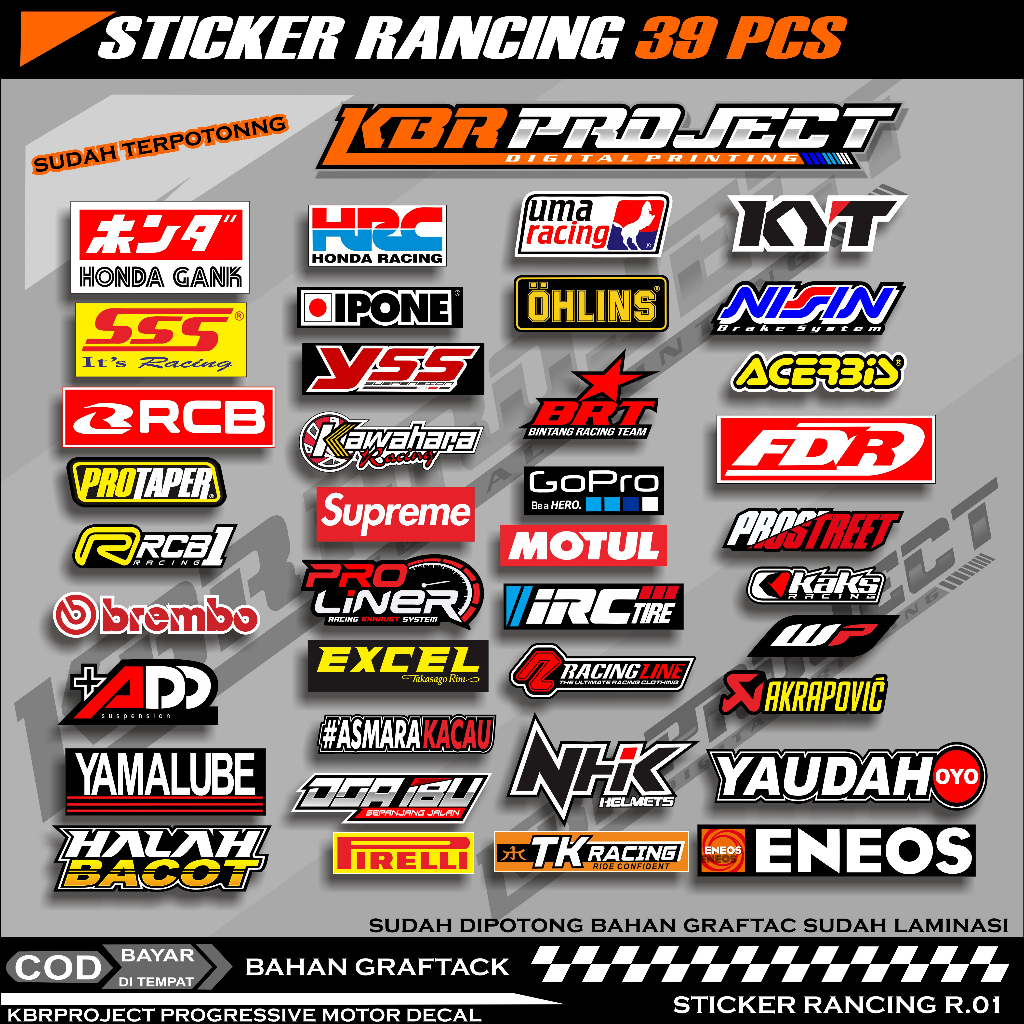 STICKER RANCING 39 PCS
SUDAH TERPOTONNG
KBRPROJECT
DIGITAL PRINTING
ホンダ
HONDA GANK
SSS®
It's Racing
RCB
PROTAPER
RCB1
RACING
brembo
+ADD
suspension
YAMALUBE
HALAH
BACOT
HRC
HONDA RACING
IPONE
YSS
SUSPENSION
Kawahara
Racing
Supreme
PRO
LINER
RACING EXHAUST SYSTEM
EXCEL
Takasago Rim
#ASMARAKACAU
DOA IBU
SEPANJANG JALAN
PIRELLI
uma
racing
ÖHLINS
BRT
BINTANG RACING TEAM
GoPro
Be a HERO.
MOTUL
iRC TIRE
RACING LINE
THE ULTIMATE RACING CLOTHING
NHK
HELMETS
TK RACING
RIDE CONFIDENT
KYT
NISSIN
Brake System
ACERBIS
FDR
PROSTREET
KaKs
RACING
WP
AKRAPOVIČ
YAUDAH OYO
ENEOS
ENEOS
ENEOS
SUDAH DIPOTONG BAHAN GRAFTAC SUDAH LAMINASI
COD
BAYAR
DI TEMPAT
BAHAN GRAFTACK
KBRPROJECT PROGRESSIVE MOTOR DECAL
STICKER RANCING R.01